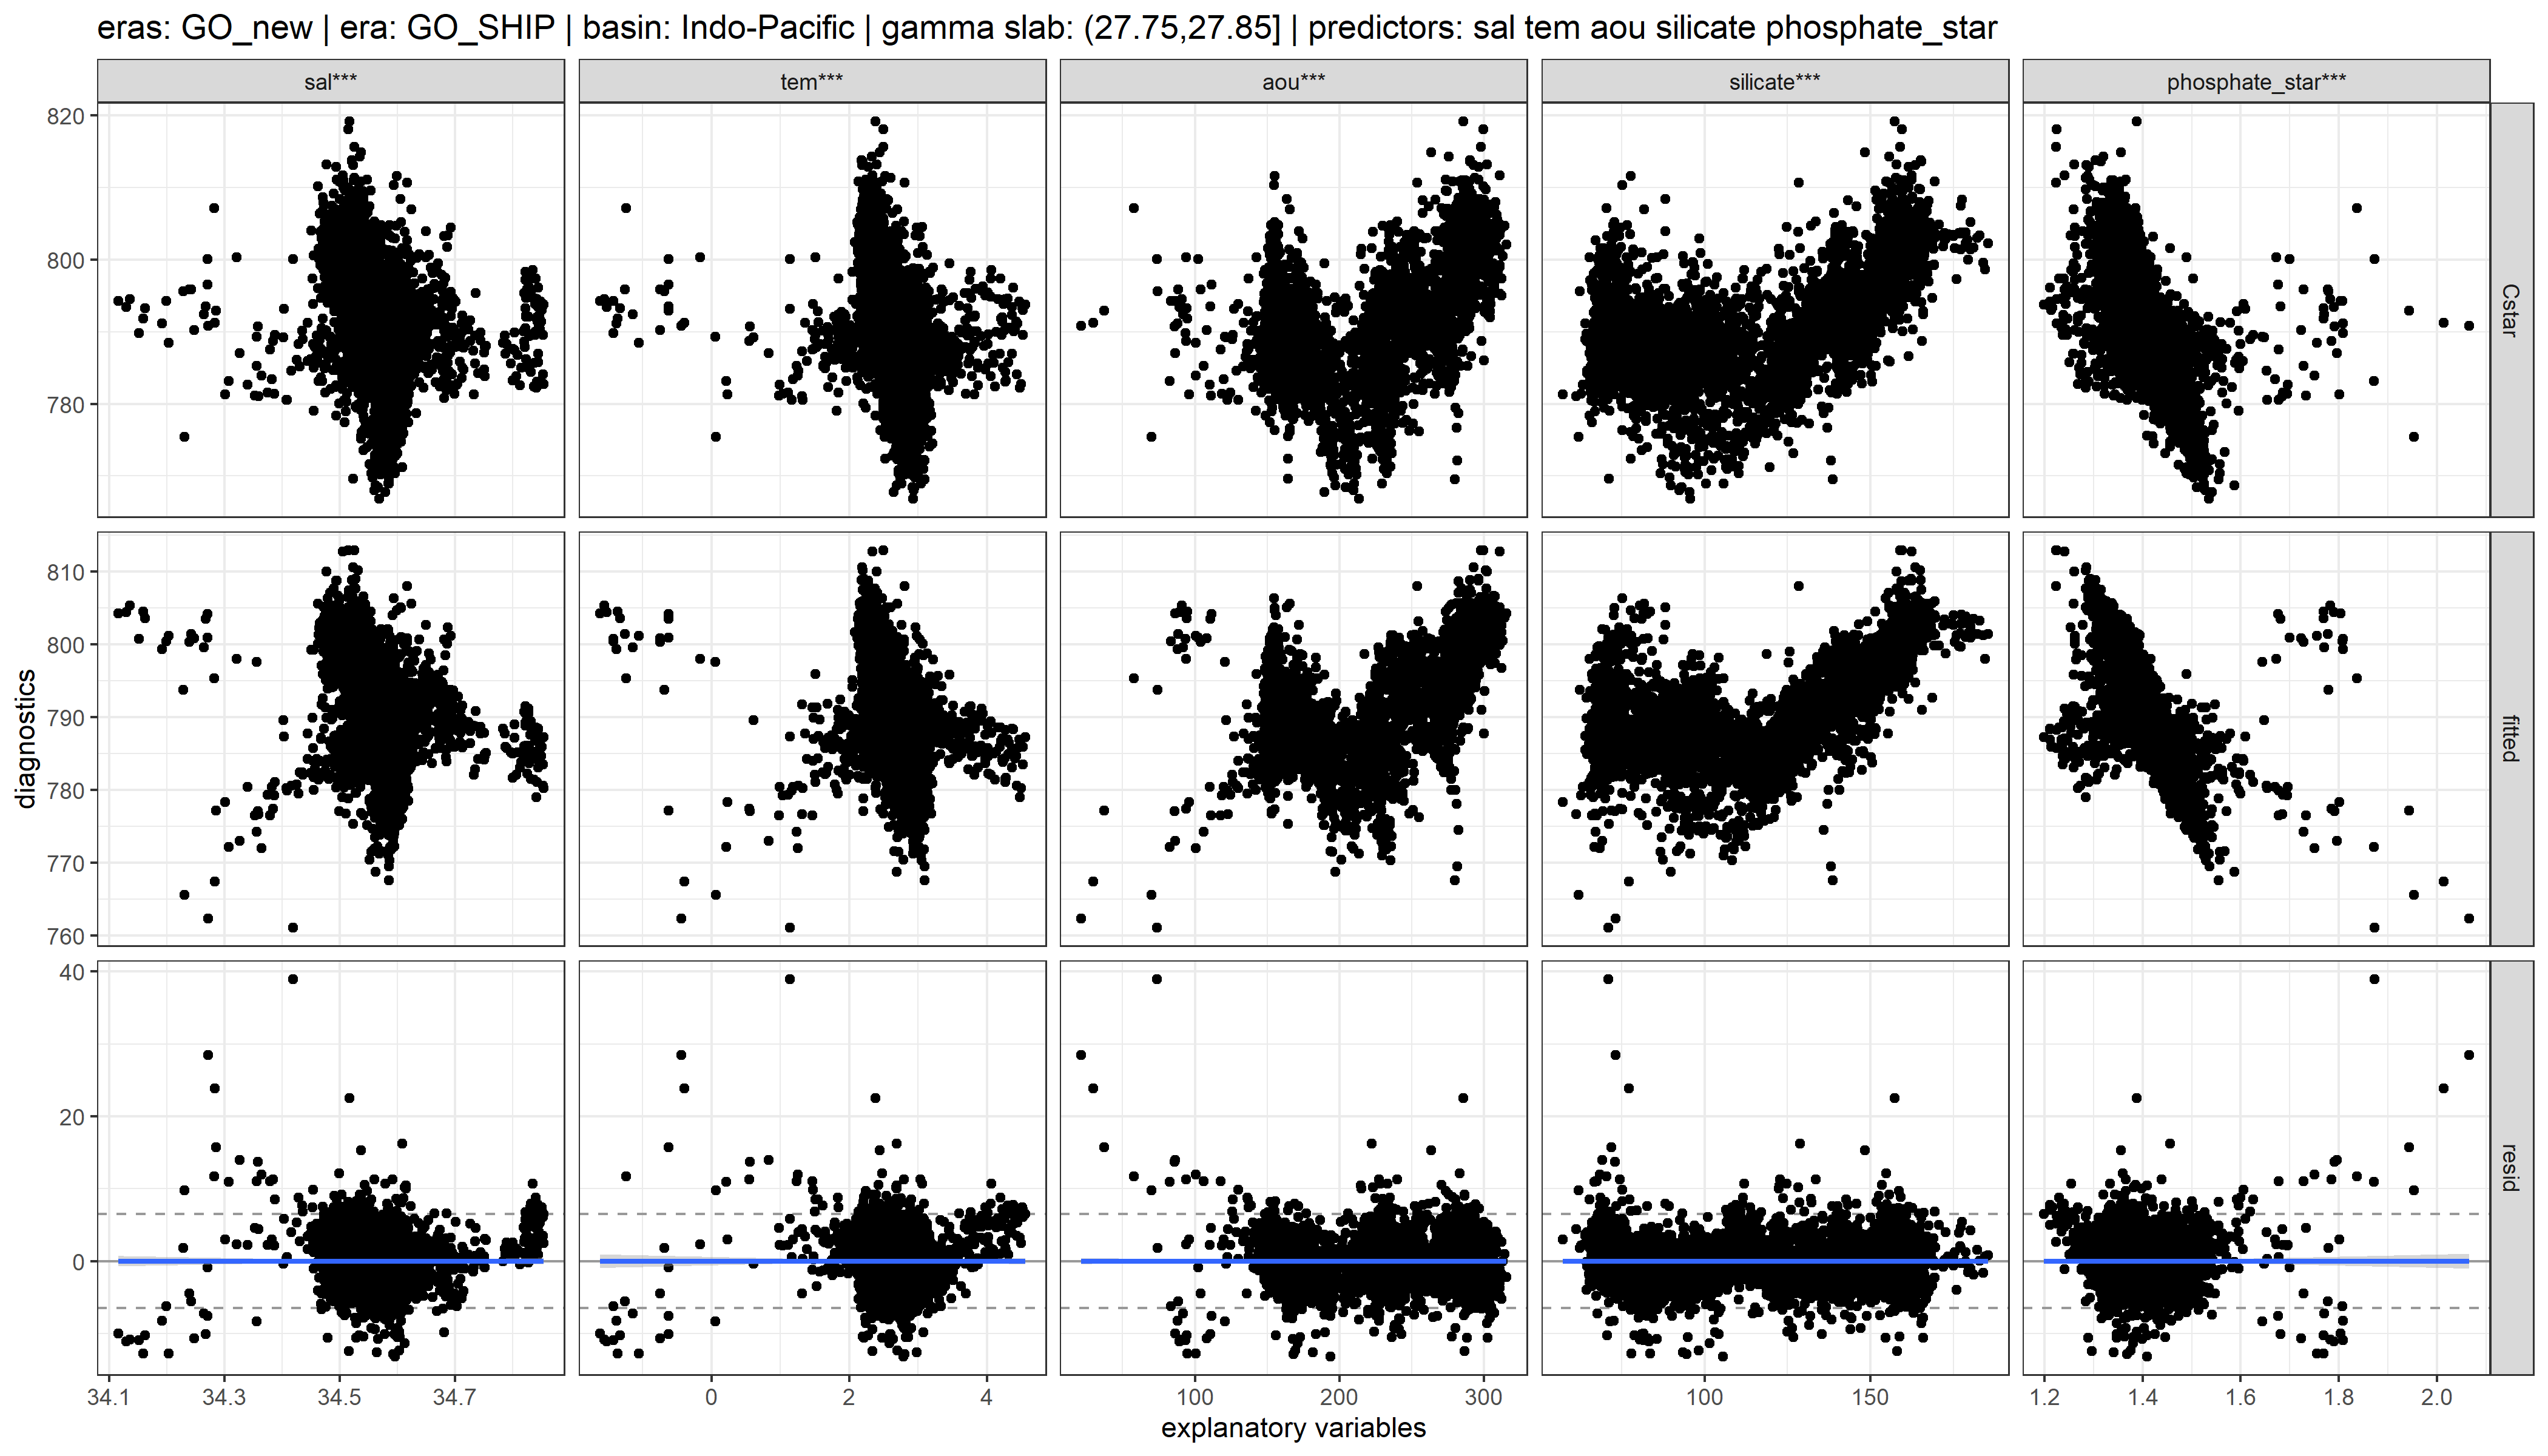 eras: GO_new | era: GO_SHIP | basin: Indo-Pacific | gamma slab: (27.75,27.85] | predictors: sal tem aou silicate phosphate_star
sal*** tem*** aou*** silicate*** phosphate_star***
820
800
780
Cstar
810
800
790
780
770
760
fitted
diagnostics
40
20
0
resid
34.1 34.3 34.5 34.7 0 2 4 100 200 300 100 150 1.2 1.4 1.6 1.8 2.0
explanatory variables